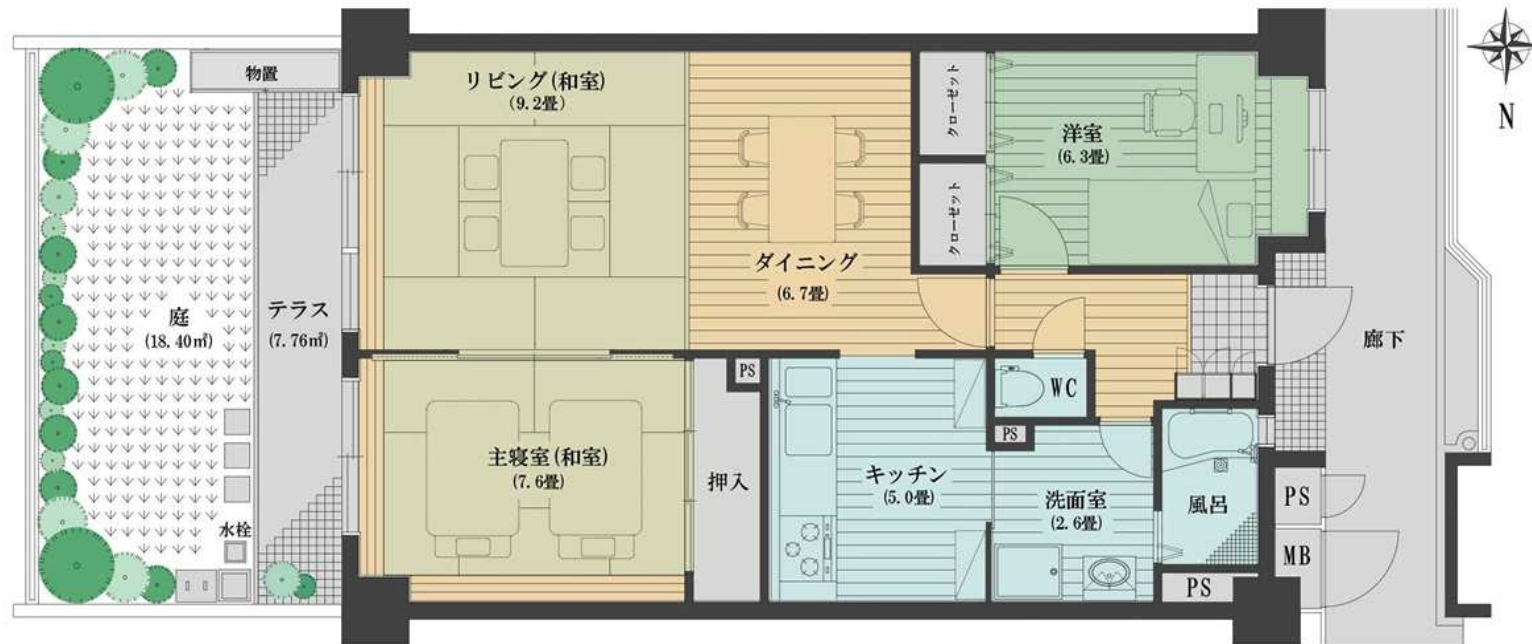 物置
リビング(和室)
(9.2畳)
クローゼット
洋室
(6.3畳)
N
クローゼット
ダイニング
(6.7畳)
庭
(18.40㎡)
テラス
(7.76㎡)
廊下
PS
WC
主寝室(和室)
(7.6畳)
押入
キッチン
(5.0畳)
PS
洗面室
(2.6畳)
風呂
PS
水栓
MB
PS